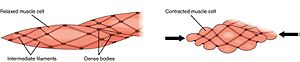 Relaxed muscle cell
Contracted muscle cell
Intermediate filaments
Dense bodies